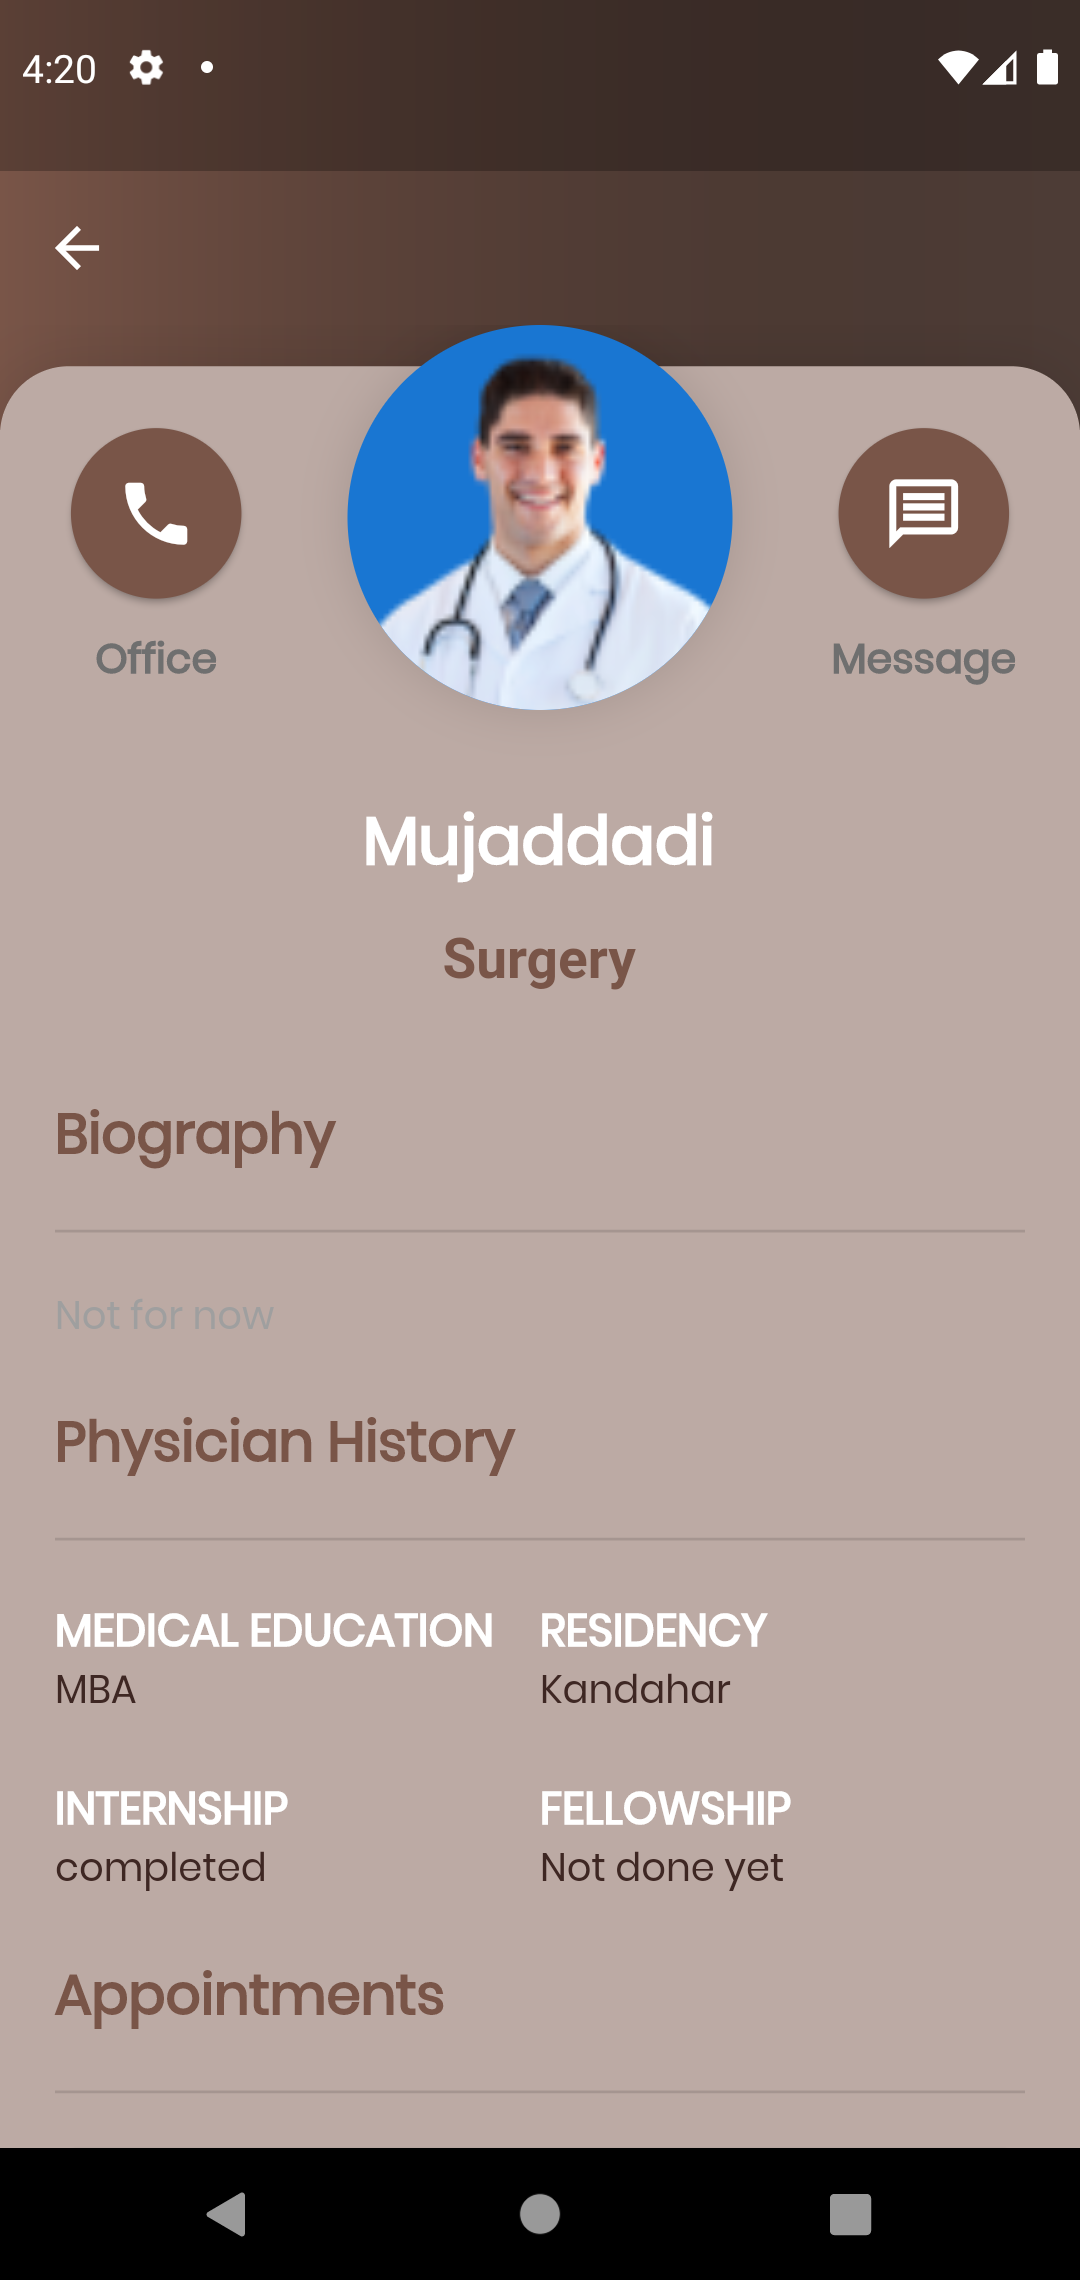 4:20
Office
Message
Mujaddadi
Surgery
Biography
Not for now
Physician History
MEDICAL EDUCATION RESIDENCY
MBA Kandahar
INTERNSHIP FELLOWSHIP
completed Not done yet
Appointments